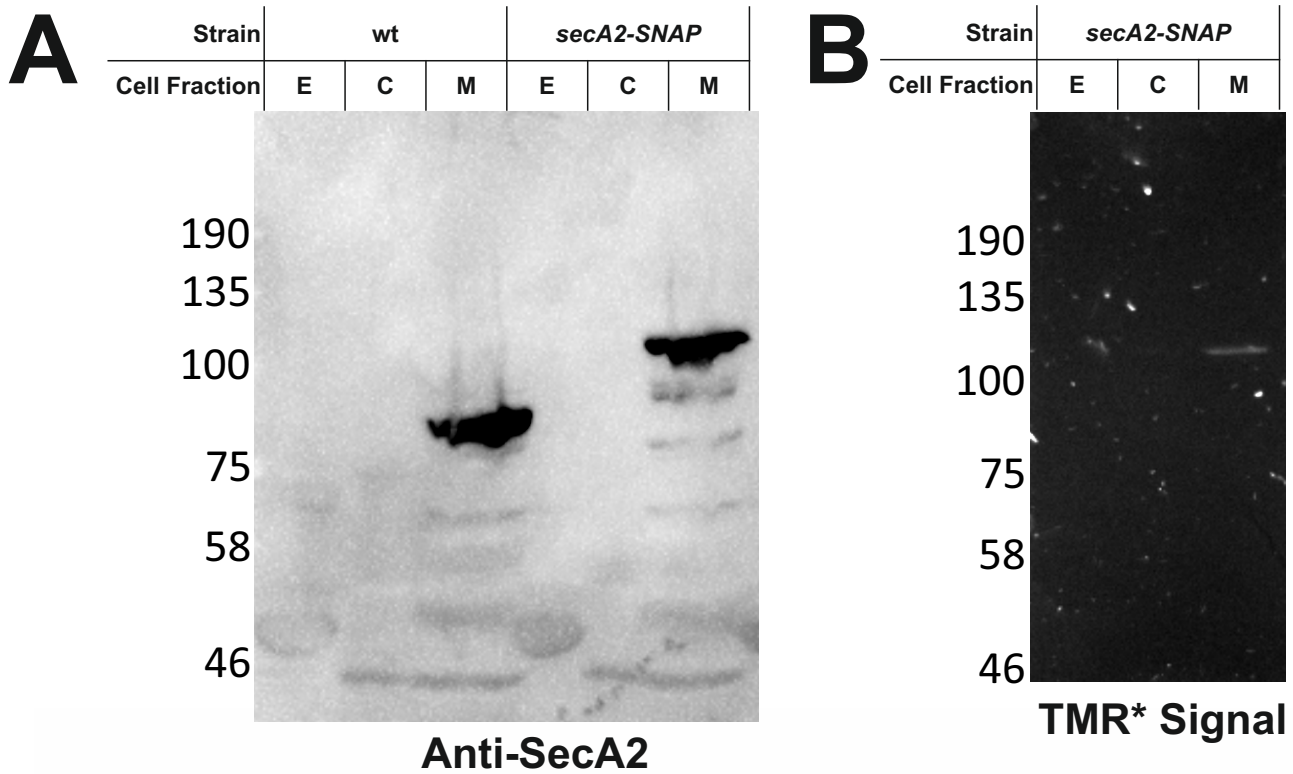 A
Strain wt secA2-SNAP
Cell Fraction E C M E C M
190
135
100
75
58
46
Anti-SecA2
B
Strain secA2-SNAP
Cell Fraction E C M
190
135
100
75
58
46
TMR* Signal